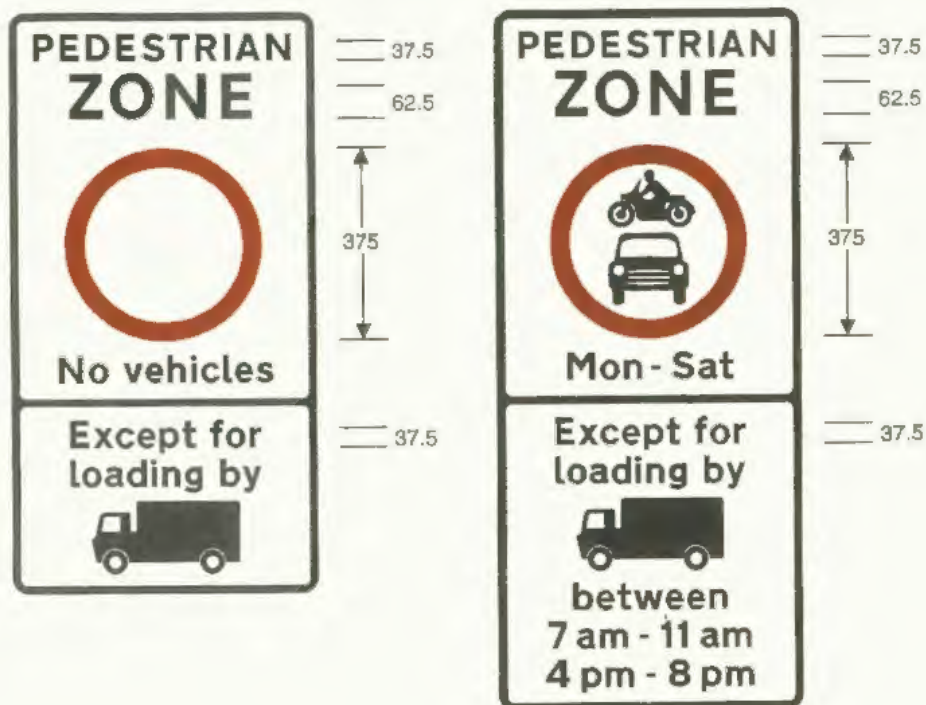 PEDESTRIAN
ZONE
No vehicles
Except for
loading by
37.5
62.5
375
37.5
PEDESTRIAN
ZONE
Mon - Sat
Except for
loading by
between
7 am - 11 am
4 pm - 8 pm
37.5
62.5
375
37.5